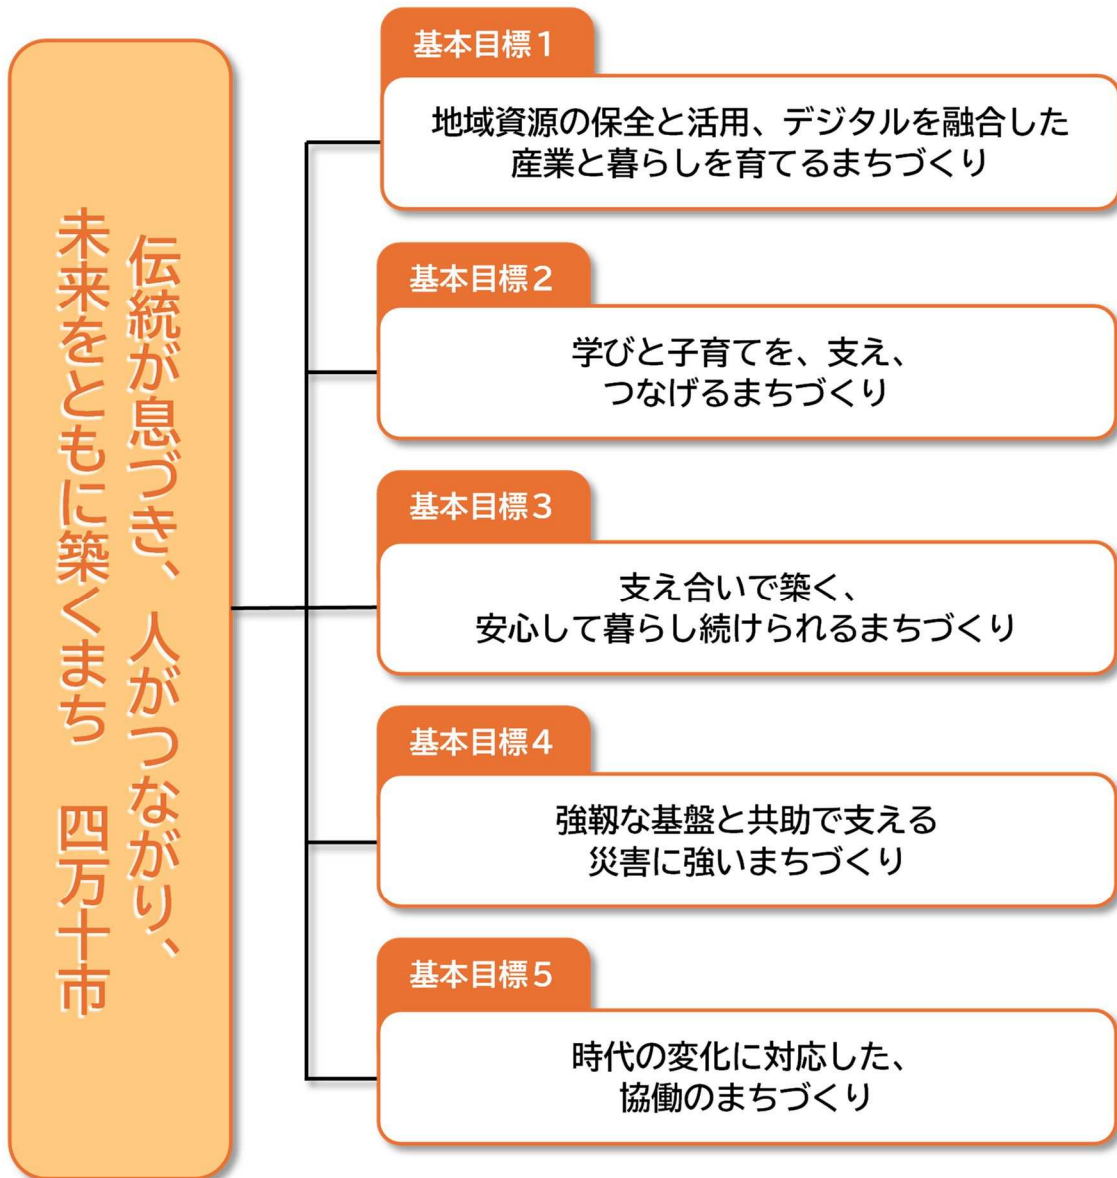 伝統が息づき、人がつながり、
未来をともに築くまち　四万十市
基本目標1
地域資源の保全と活用、デジタルを融合した
産業と暮らしを育てるまちづくり
基本目標2
学びと子育てを、支え、
つなげるまちづくり
基本目標3
支え合いで築く、
安心して暮らし続けられるまちづくり
基本目標4
強靭な基盤と共助で支える
災害に強いまちづくり
基本目標5
時代の変化に対応した、
協働のまちづくり